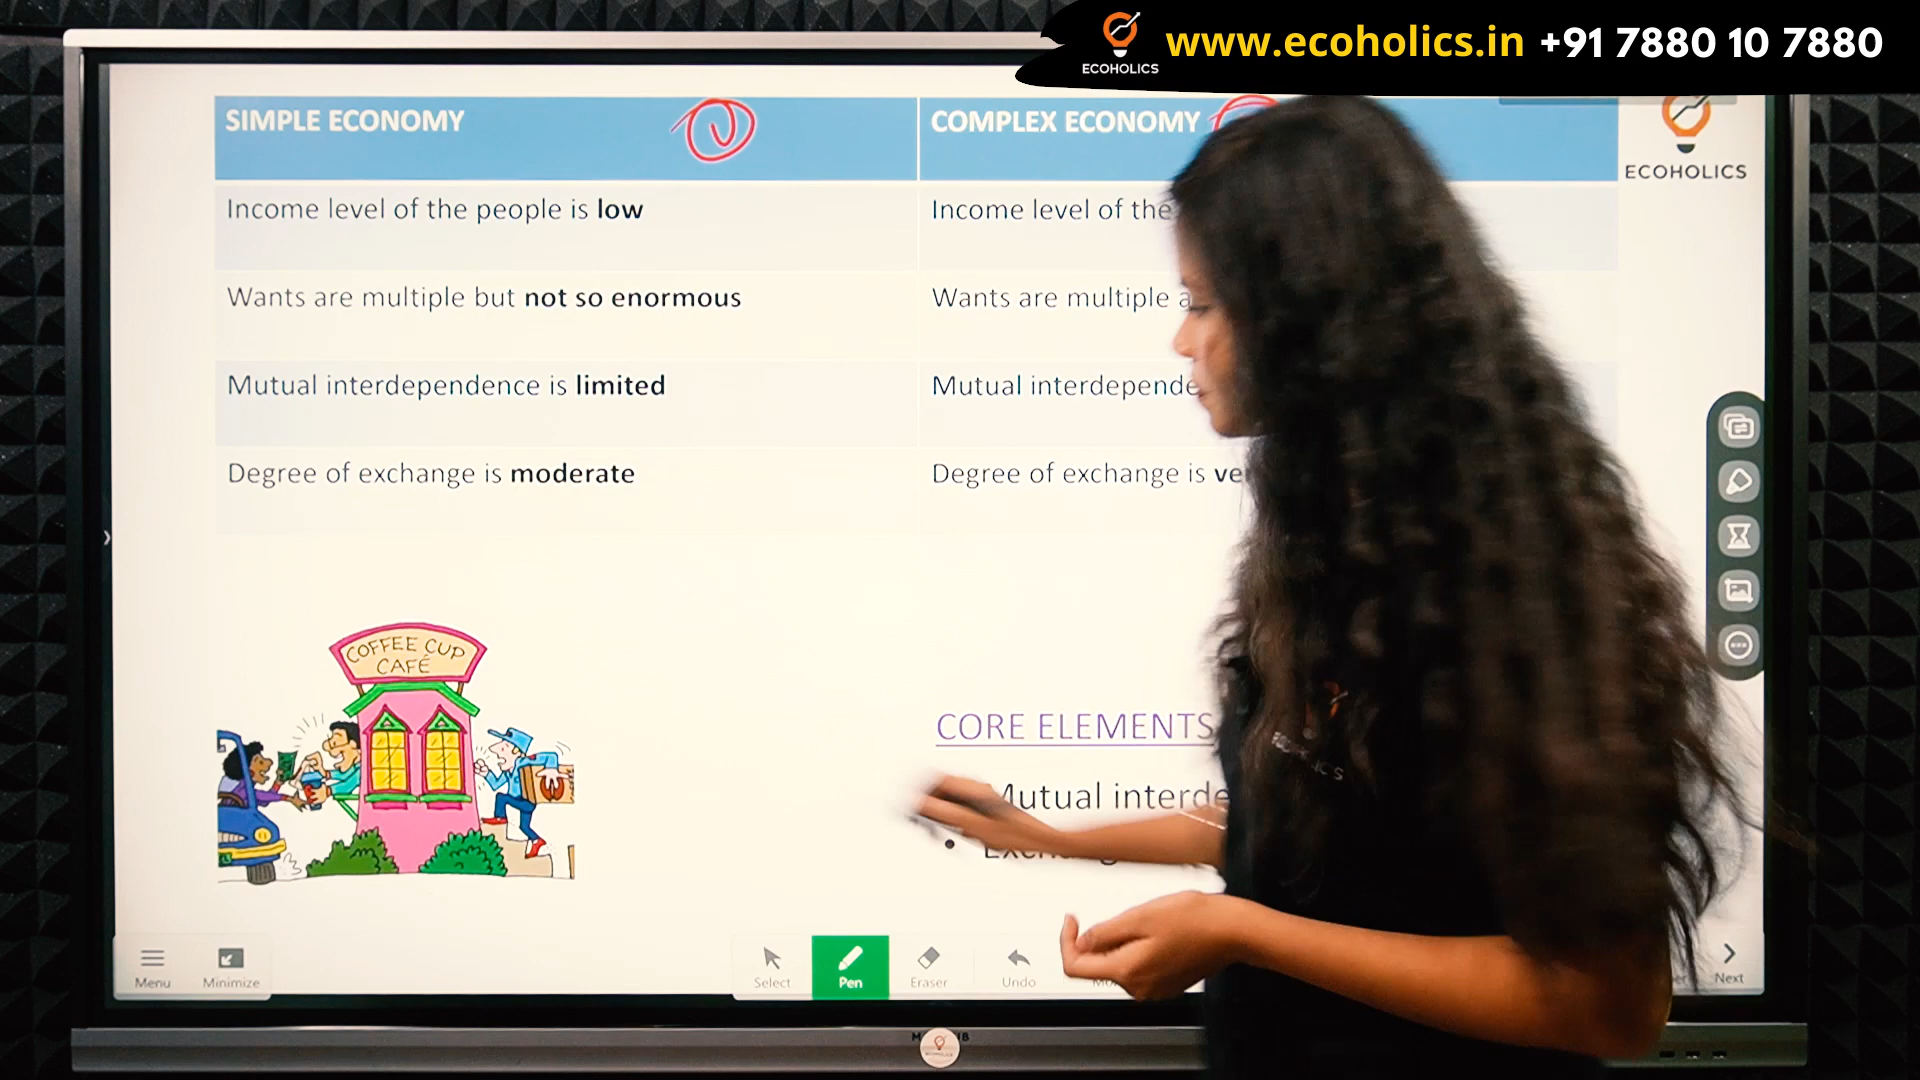 www.ecoholics.in +91 7880 10 7880
ECOHOLICS
SIMPLE ECONOMY
COMPLEX ECONOMY
ECOHOLICS
Income level of the people is low
Income level of the
Wants are multiple but not so enormous
Wants are multiple
Mutual interdependence is limited
Mutual
Degree of exchange is moderate
Degree of exchange is
COFFEE CUP
CAFÉ
CORE ELEMENTS
Mutual
Menu
Minimize
Select
Pen
Eraser
Undo
Next